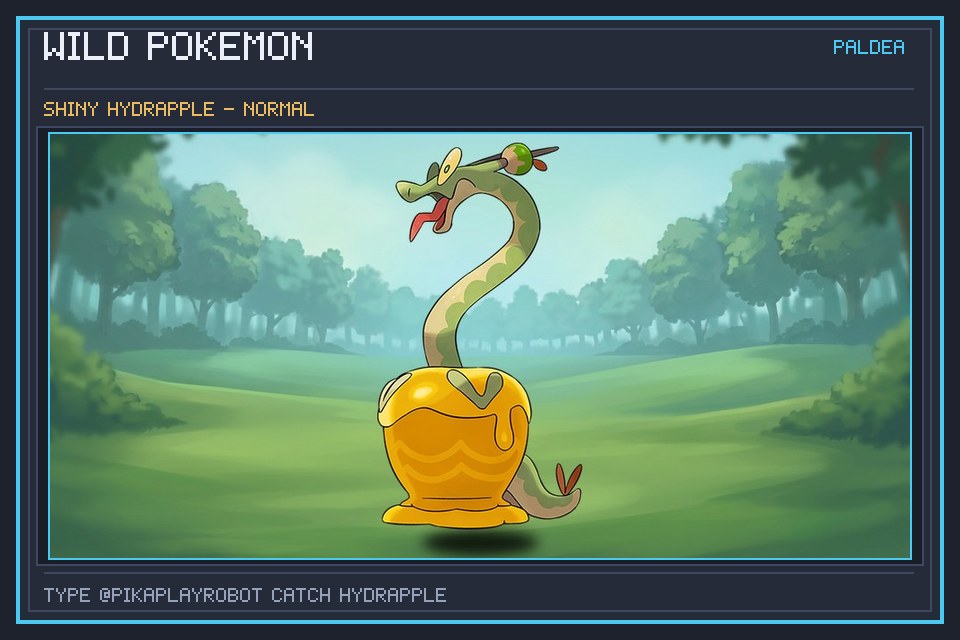 WILD POKEMON
PALDEA
SHINY HYDRAPPLE - NORMAL
TYPE @PIKAPLAYROBOT CATCH HYDRAPPLE